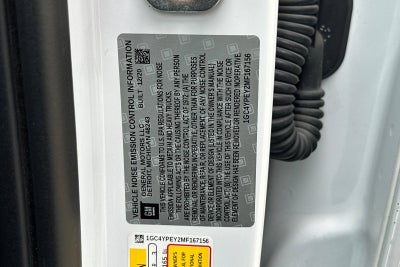 VEHICLE NOISE EMISSION CONTROL INFORMATION
GENERAL MOTORS LLC BUILT 12/20
DETROIT, MICHIGAN 48243
THIS VEHICLE CONFORMS TO U.S. EPA REGULATIONS FOR NOISE
EMISSION APPLICABLE TO MEDIUM AND HEAVY TRUCKS.
THE FOLLOWING ACTS OR THE CAUSING THEREOF BY ANY PERSON
ARE PROHIBITED BY THE NOISE CONTROL ACT OF 1972: (A) THE
REMOVAL OR RENDERING INOPERATIVE, OTHER THAN FOR PURPOSES
OF MAINTENANCE, REPAIR, OR REPLACEMENT, OF ANY NOISE CONTROL
DEVICE OR ELEMENT OF DESIGN (LISTED IN THE OWNER'S MANUAL)
INCORPORATED INTO THIS VEHICLE IN COMPLIANCE WITH THE NOISE CONTROL ACT;
(B) THE USE OF THIS VEHICLE AFTER SUCH DEVICE OR
ELEMENT OF DESIGN HAS BEEN REMOVED OR RENDERED INOPERATIVE.
1GC4YPEY2MF167156
GM
1GC4YPEY2MF167156